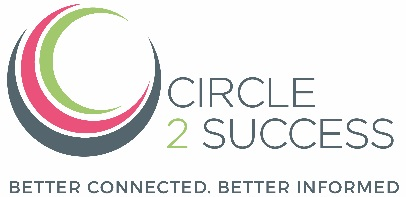 CIRCLE
2 SUCCESS
BETTER CONNECTED. BETTER INFORMED